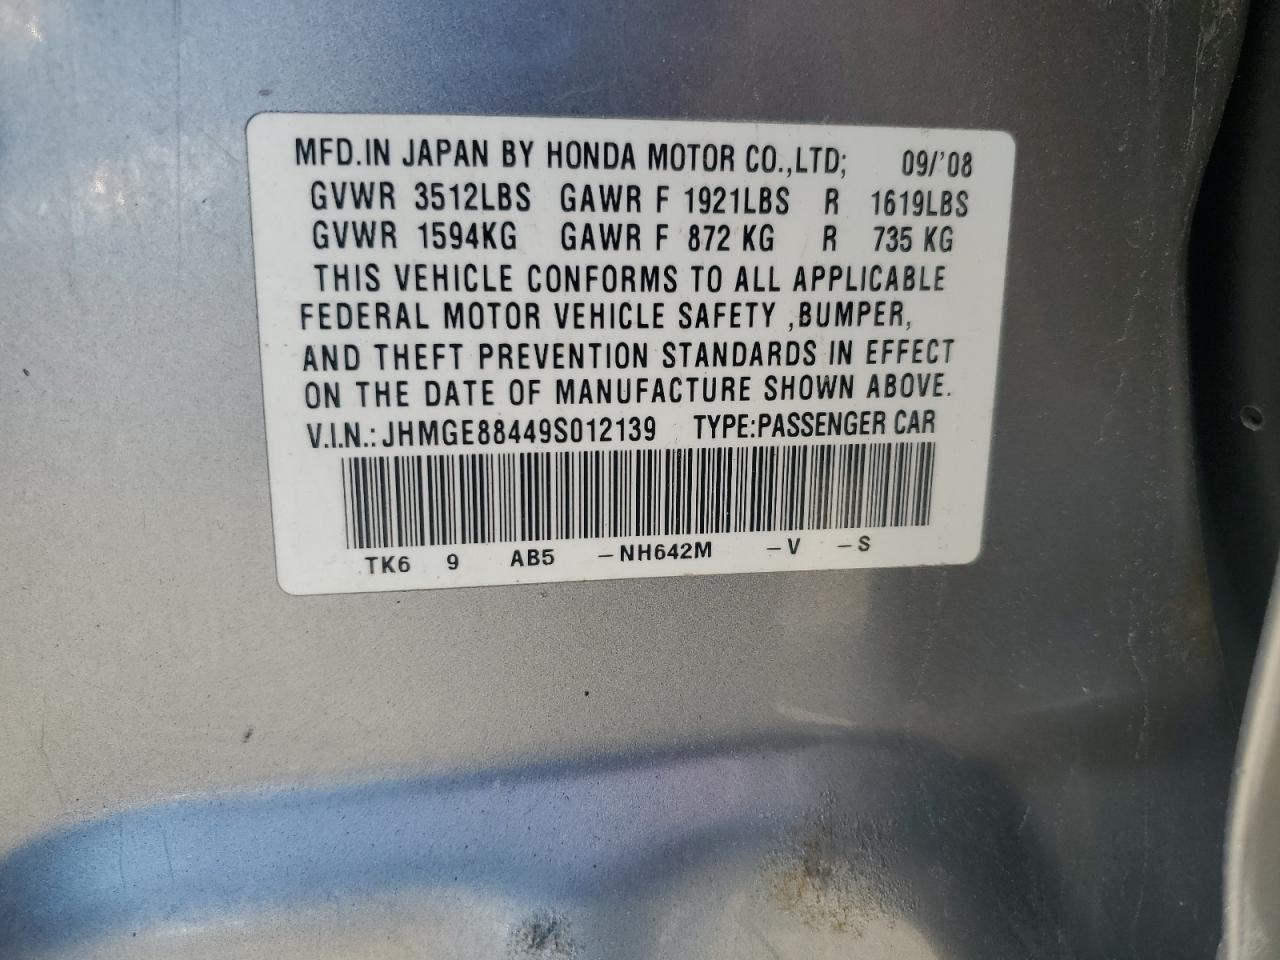 MFD.IN JAPAN BY HONDA MOTOR CO.,LTD; 09/'08
GVWR 3512LBS GAWR F 1921LBS R 1619LBS
GVWR 1594KG GAWR F 872 KG R 735 KG
THIS VEHICLE CONFORMS TO ALL APPLICABLE
FEDERAL MOTOR VEHICLE SAFETY ,BUMPER,
AND THEFT PREVENTION STANDARDS IN EFFECT
ON THE DATE OF MANUFACTURE SHOWN ABOVE.
V.I.N.: JHMGE88449S012139 TYPE:PASSENGER CAR
TK6 9 AB5 -NH642M -V -S